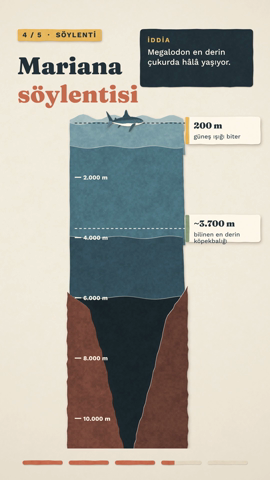 4 / 5 · SÖYLENTİ
Mariana
söylentisi
İDDİA
Megalodon en derin
çukurda hâlâ yaşıyor.
200 m
güneş ışığı biter
2.000 m
~3.700 m
bilinen en derin
köpekbalığı
4.000 m
6.000 m
8.000 m
10.000 m